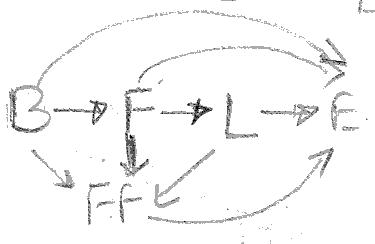 B → F → L → E
FF